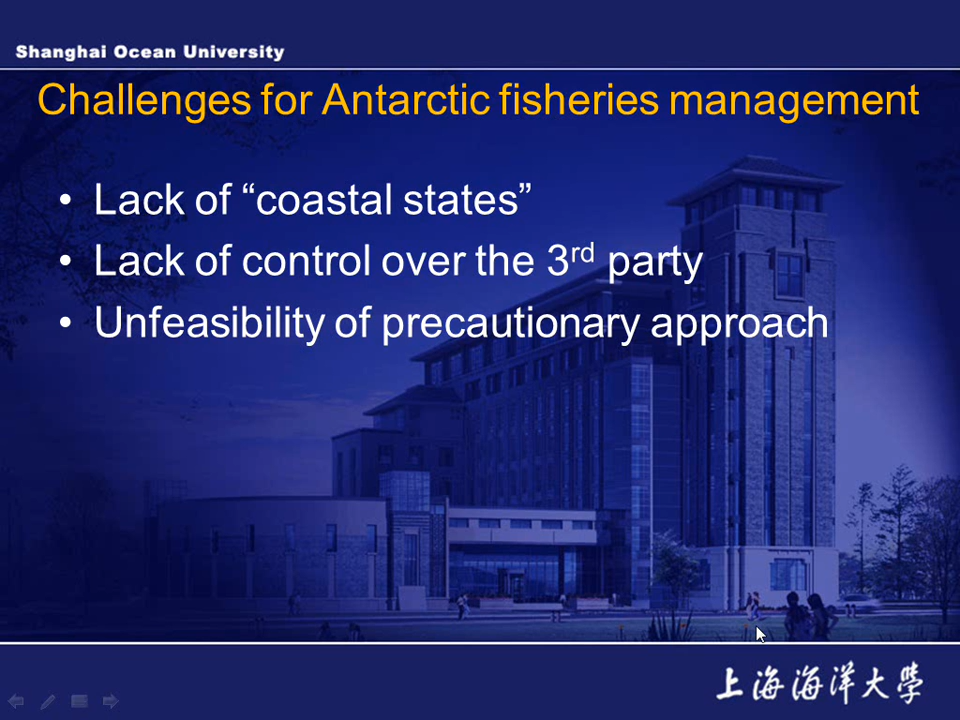 Shanghai Ocean University
Challenges for Antarctic fisheries management
• Lack of “coastal states”
• Lack of control over the 3rd party
• Unfeasibility of precautionary approach
上海海洋大學